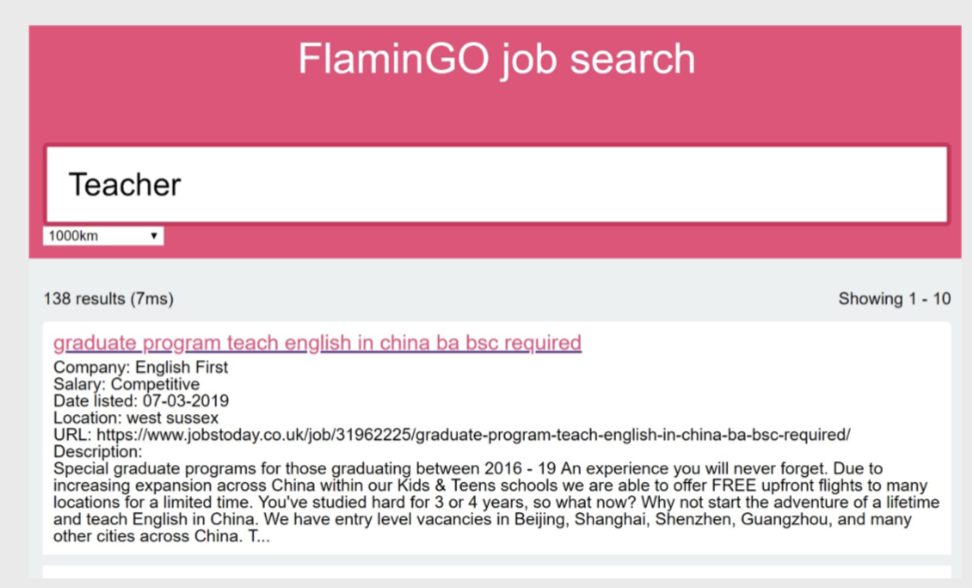 FlaminGO job search
Teacher
1000km
138 results (7ms) Showing 1 - 10
graduate program teach english in china ba bsc required
Company: English First
Salary: Competitive
Date listed: 07-03-2019
Location: west sussex
URL: https://www.jobstoday.co.uk/job/31962225/graduate-program-teach-english-in-china-ba-bsc-required/
Description:
Special graduate programs for those graduating between 2016 - 19 An experience you will never forget. Due to
increasing expansion across China within our Kids & Teens schools we are able to offer FREE upfront flights to many
locations for a limited time. You've studied hard for 3 or 4 years, so what now? Why not start the adventure of a lifetime
and teach English in China. We have entry level vacancies in Beijing, Shanghai, Shenzhen, Guangzhou, and many
other cities across China. T...